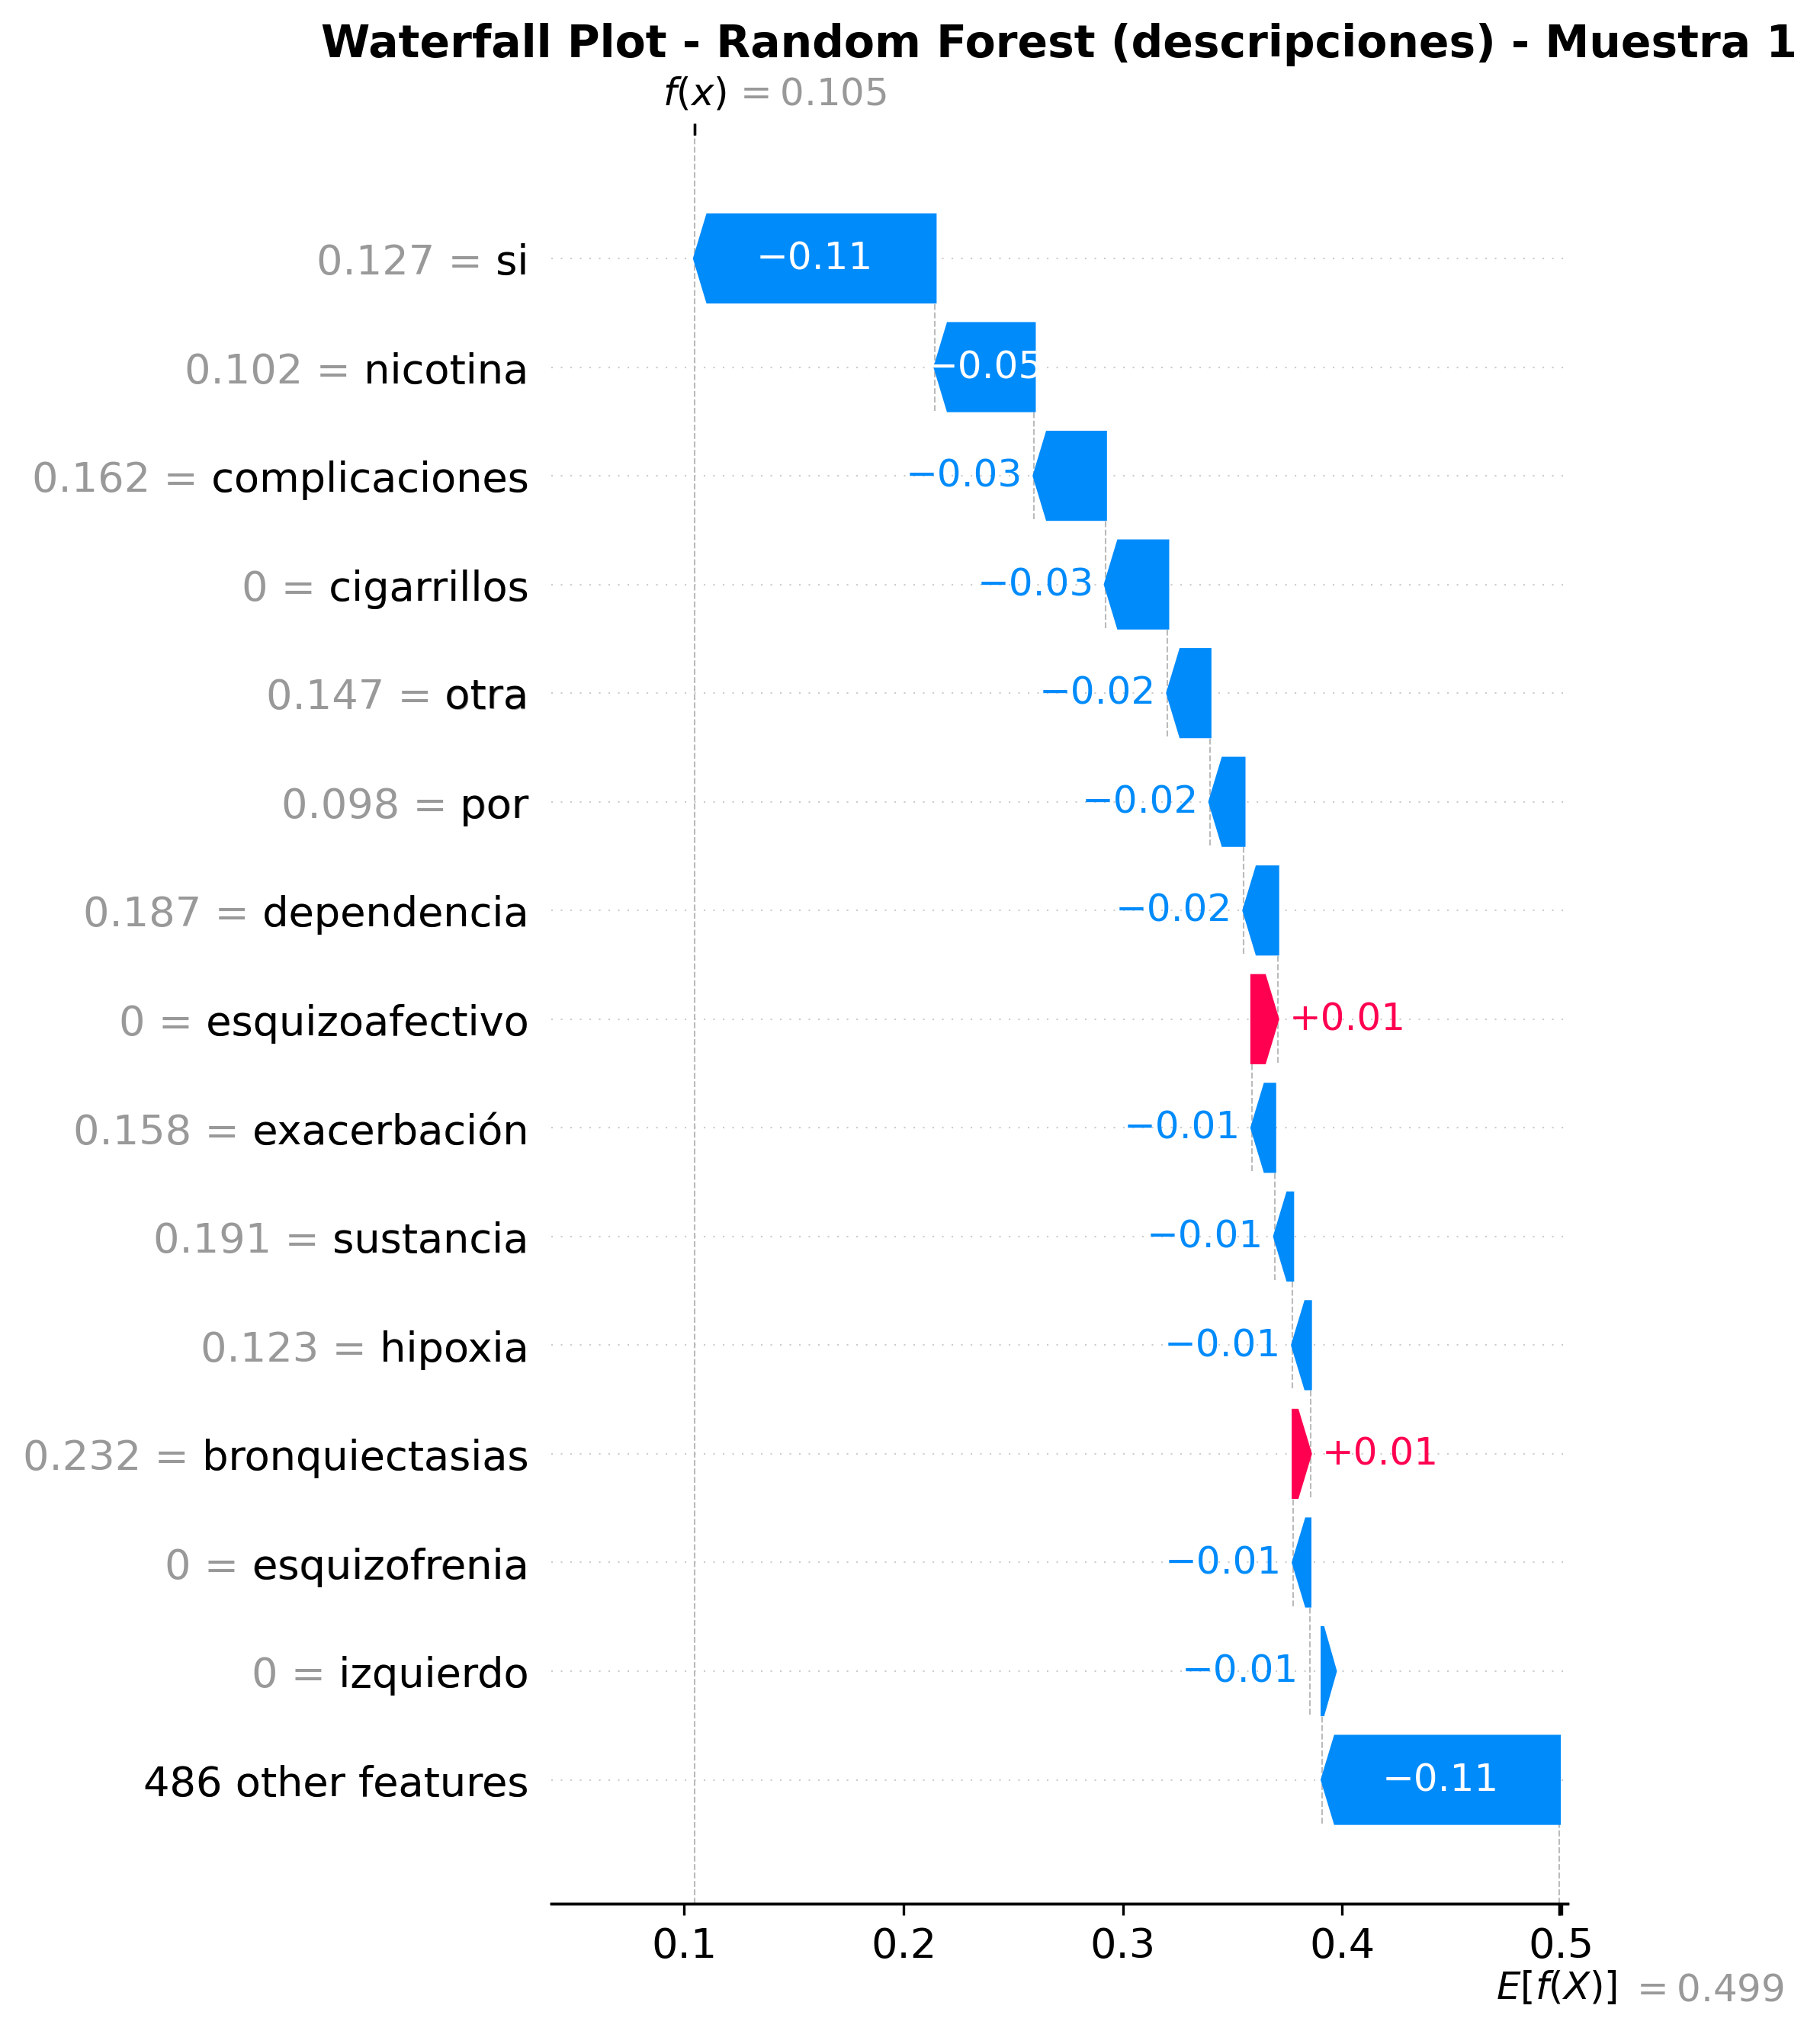 Waterfall Plot - Random Forest (descripciones) - Muestra 1
f(x) = 0.105
0.127 = si −0.11
0.102 = nicotina −0.05
0.162 = complicaciones −0.03
0 = cigarrillos −0.03
0.147 = otra −0.02
0.098 = por −0.02
0.187 = dependencia −0.02
0 = esquizoafectivo +0.01
0.158 = exacerbación −0.01
0.191 = sustancia −0.01
0.123 = hipoxia −0.01
0.232 = bronquiectasias +0.01
0 = esquizofrenia −0.01
0 = izquierdo −0.01
486 other features −0.11
0.1 0.2 0.3 0.4 0.5
E[f(X)] = 0.499